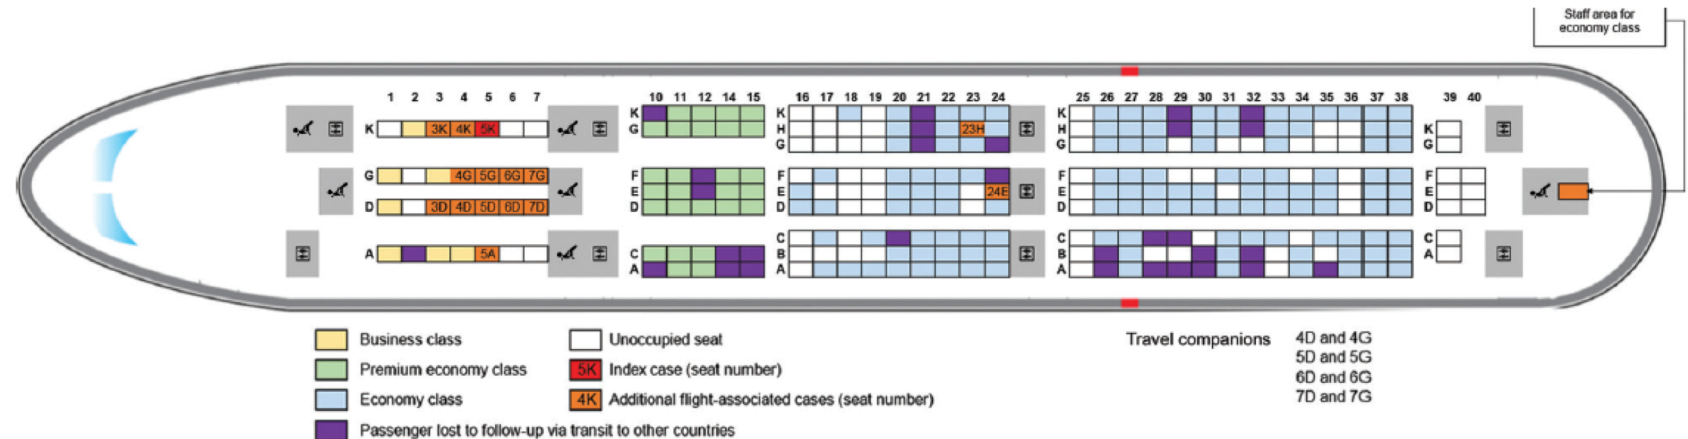 Staff area for
economy class
1 2 3 4 5 6 7
10 11 12 14 15
16 17 18 19 20 21 22 23 24
25 26 27 28 29 30 31 32 33 34 35 36 37 38
39 40
K 3K 4K 5K
K
G
K
H 23H
G
K
H
G
K
G
G 4G 5G 6G 7G
D 3D 4D 5D 6D 7D
F
E
D
F
E 24E
D
F
E
D
F
E
D
A 5A
C
A
C
B
A
C
B
A
C
A
Business class
Premium economy class
Economy class
Passenger lost to follow-up via transit to other countries
Unoccupied seat
5K Index case (seat number)
4K Additional flight-associated cases (seat number)
Travel companions 4D and 4G
5D and 5G
6D and 6G
7D and 7G